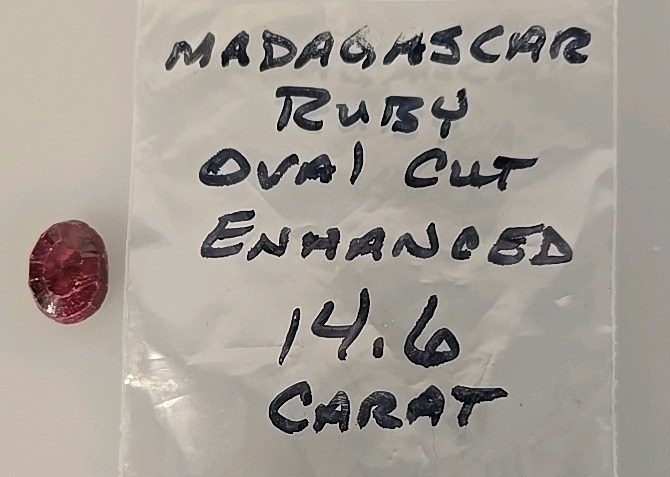 MADAGASCAR
RUBY
OVAL CUT
ENHANCED
14.6
CARAT